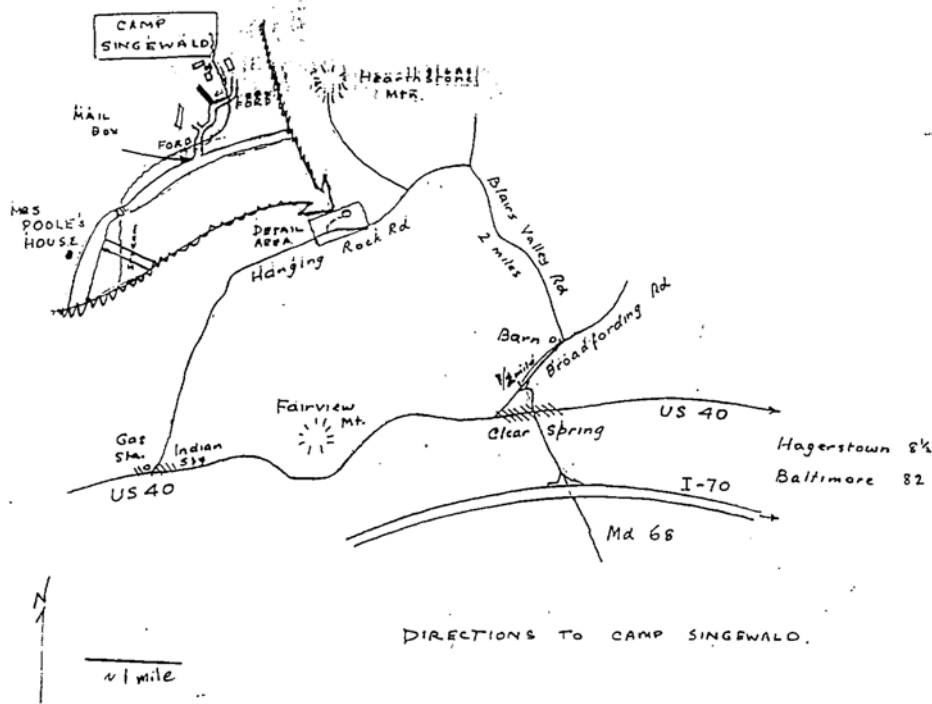 CAMP
SINGEWALD
Hearthstone
Mtn.
FORD
MAIL
BOX
FORD
MRS
POOLE'S
HOUSE
DETAIL
AREA
Hanging Rock Rd
Blairs Valley Rd
2 miles
Barn
Broadfording Rd
1/2 mile
Fairview
Mt.
US 40
Clear Spring
Gas
Sta.
Indian
US 40
Hagerstown 8½
Baltimore 82
I-70
Md 68
N
~1 mile
DIRECTIONS TO CAMP SINGEWALD.